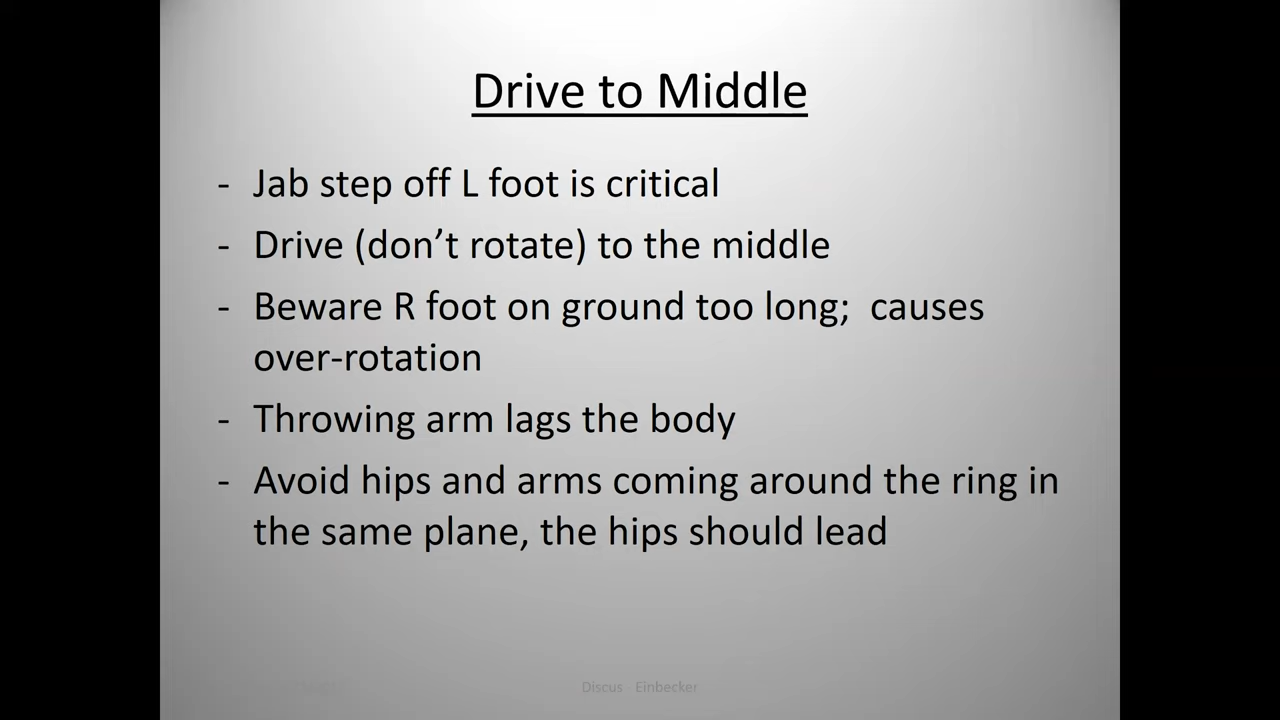 Drive to Middle
- Jab step off L foot is critical
- Drive (don’t rotate) to the middle
- Beware R foot on ground too long;  causes
over-rotation
- Throwing arm lags the body
- Avoid hips and arms coming around the ring in
the same plane, the hips should lead
Discus   Einbecker